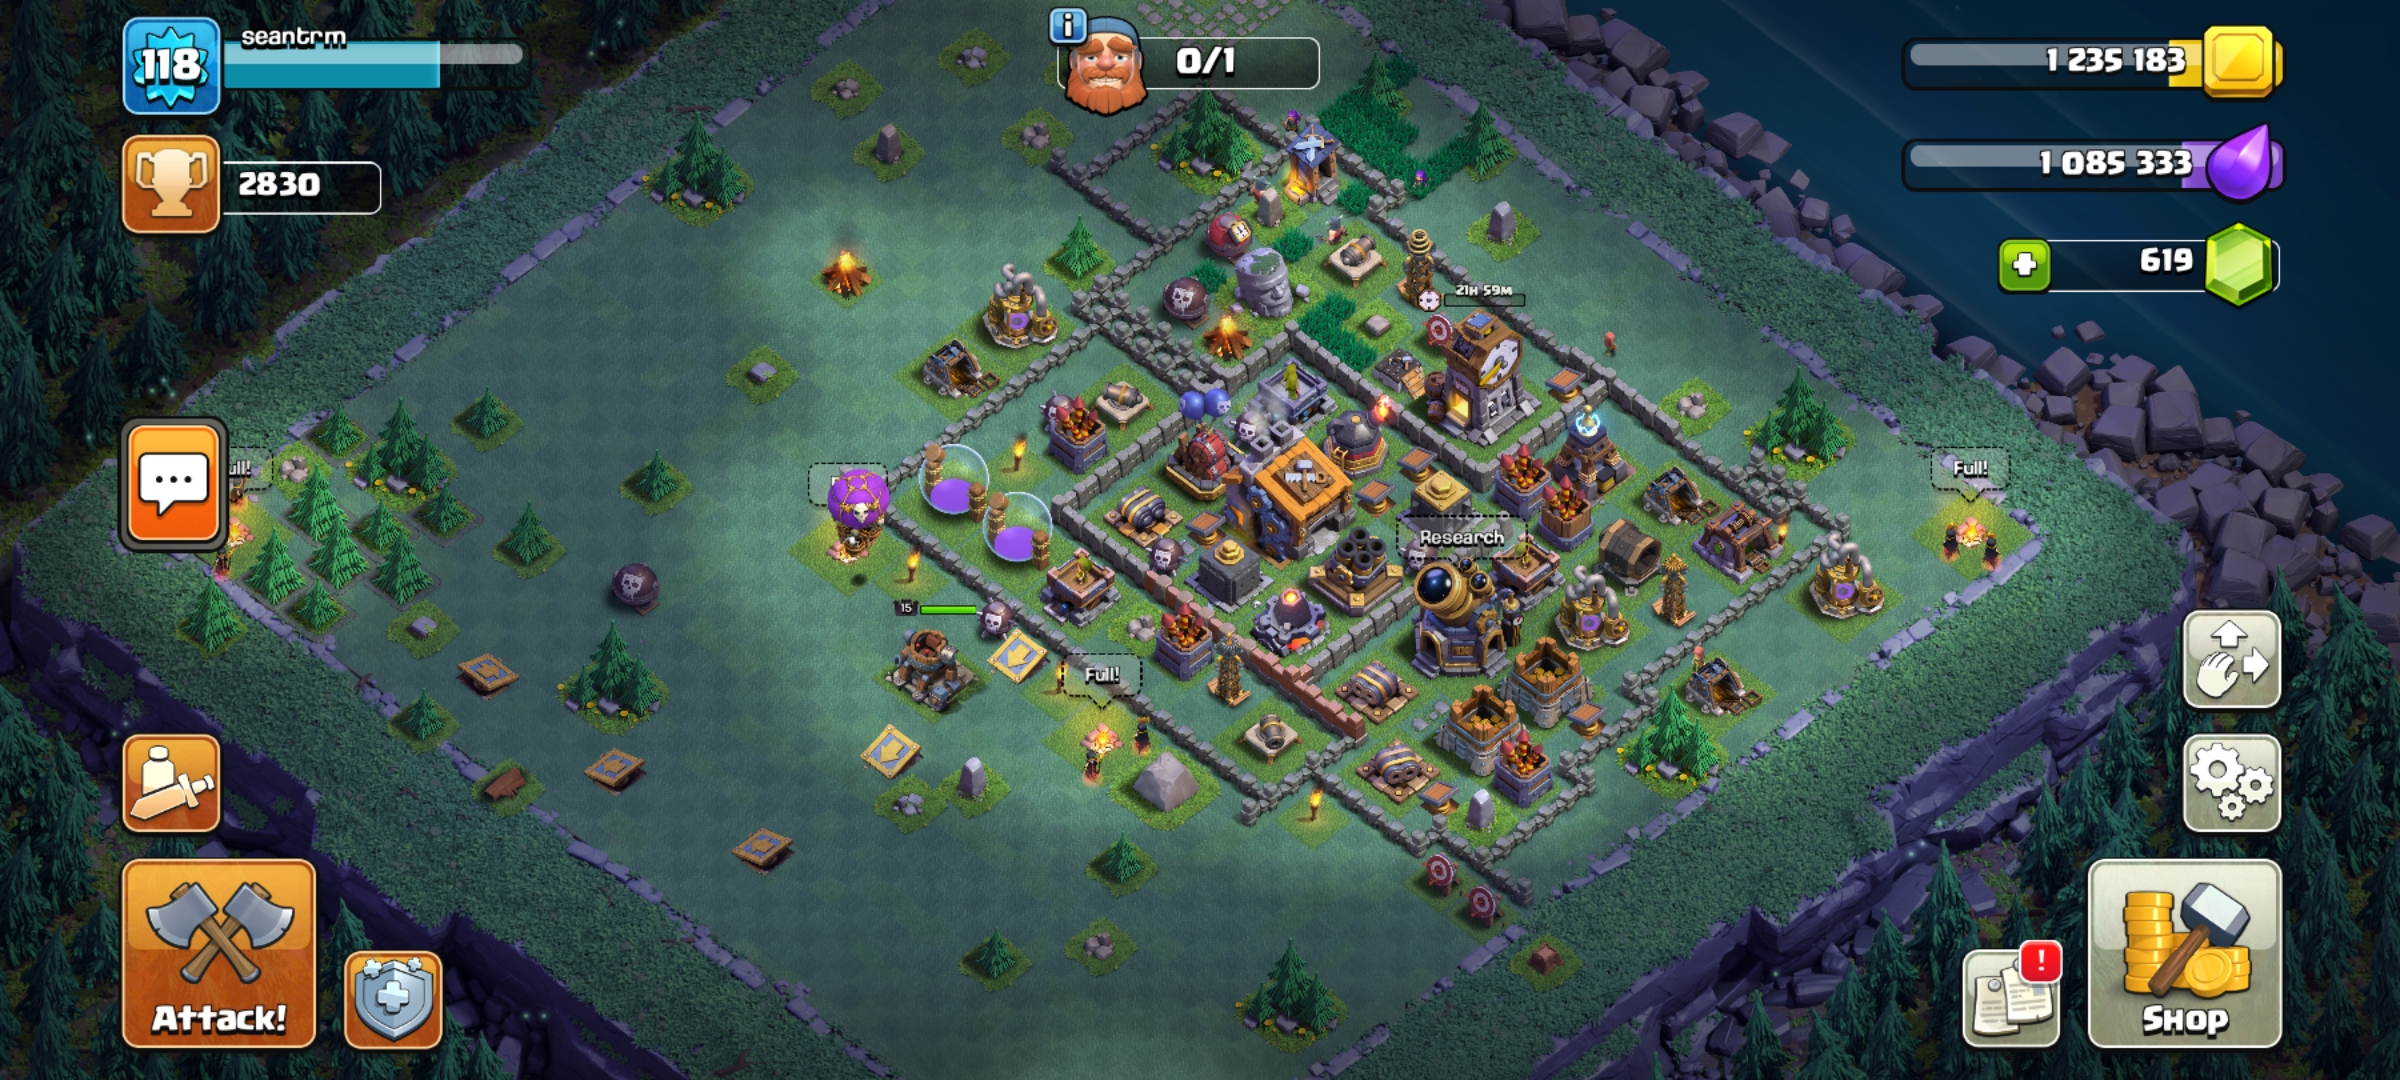 118
seantrm
i
0/1
1 235 183
2830
1 085 333
619
21H 59M
ull!
Full!
Research
15
Full!
Attack!
!
Shop